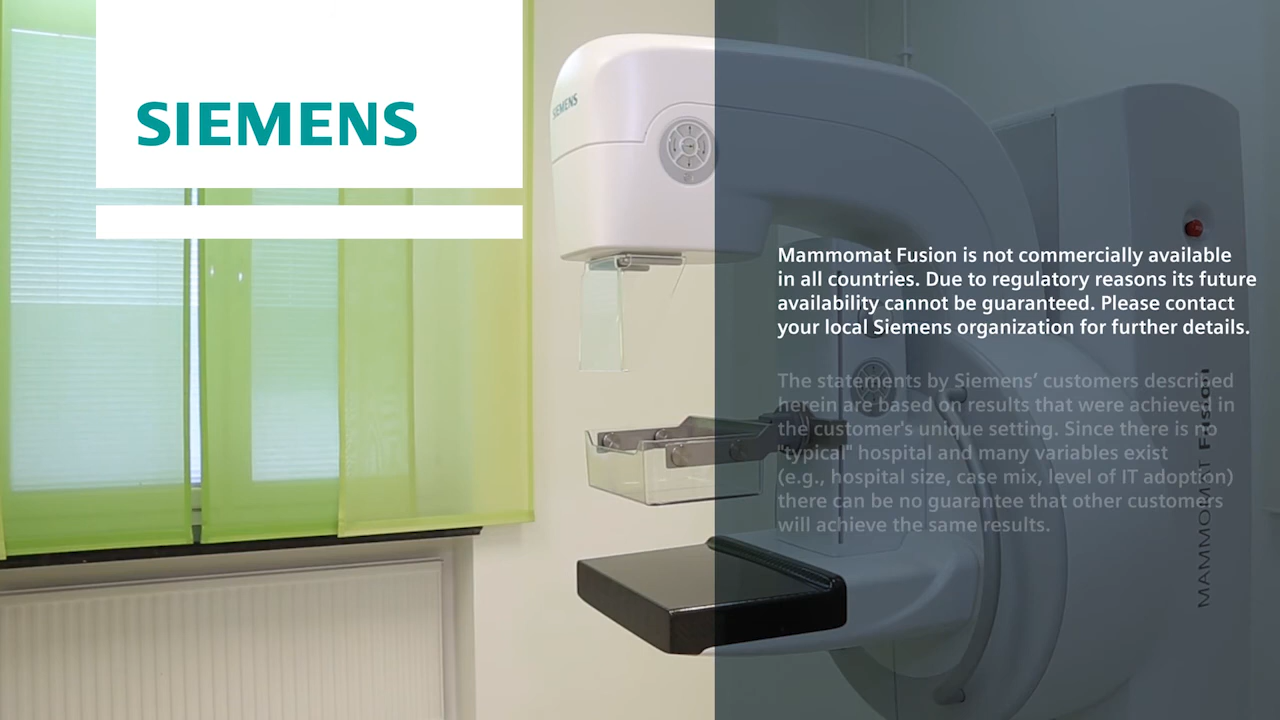 SIEMENS
SIEMENS
Mammomat Fusion is not commercially available
in all countries. Due to regulatory reasons its future
availability cannot be guaranteed. Please contact
your local Siemens organization for further details.
The statements by Siemens‘ customers described
herein are based on results that were achieved in
the customer's unique setting. Since there is no
"typical" hospital and many variables exist
(e.g., hospital size, case mix, level of IT adoption)
there can be no guarantee that other customers
will achieve the same results.
MAMMOMAT Fusion